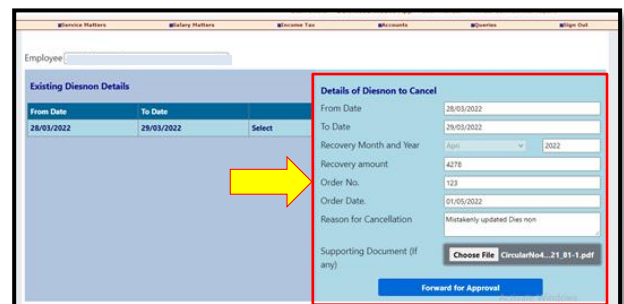 Service Matters Salary Matters Income Tax Accounts Queries Sign Out
Employee
Existing Diesnon Details
From Date To Date
28/03/2022 29/03/2022 Select
Details of Diesnon to Cancel
From Date 28/03/2022
To Date 29/03/2022
Recovery Month and Year Apri 2022
Recovery amount 4278
Order No. 123
Order Date. 01/05/2022
Reason for Cancellation Mistakenly updated Dies non
Supporting Document (If any) Choose File CircularNo4...21_81-1.pdf
Forward for Approval